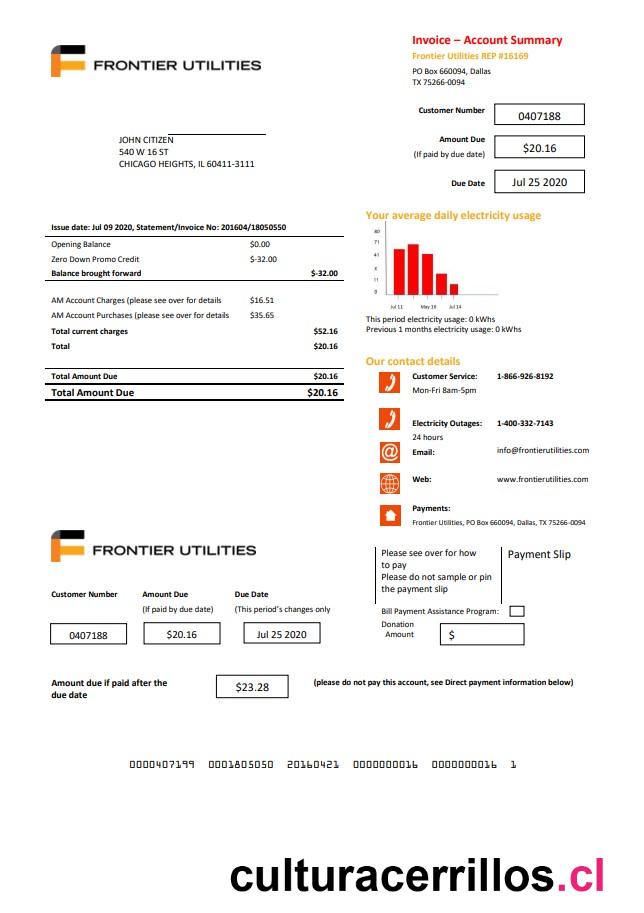 FRONTIER UTILITIES
Invoice – Account Summary
Frontier Utilities REP #16169
PO Box 660094, Dallas
TX 75266-0094
Customer Number 0407188
Amount Due $20.16
(If paid by due date)
Due Date Jul 25 2020
JOHN CITIZEN
540 W 16 ST
CHICAGO HEIGHTS, IL 60411-3111
Issue date: Jul 09 2020, Statement/Invoice No: 201604/18050550
Opening Balance $0.00
Zero Down Promo Credit $-32.00
Balance brought forward $-32.00
AM Account Charges (please see over for details $16.51
AM Account Purchases (please see over for details $35.65
Total current charges $52.16
Total $20.16
Total Amount Due $20.16
Total Amount Due $20.16
Your average daily electricity usage
80
71
41
11
0
Jul 11 May 16 Jul 14
This period electricity usage: 0 kWhs
Previous 1 months electricity usage: 0 kWhs
Our contact details
Customer Service: 1-866-926-8192
Mon-Fri 8am-5pm
Electricity Outages: 1-400-332-7143
24 hours
Email: info@frontierutilities.com
Web: www.frontierutilities.com
Payments:
Frontier Utilities, PO Box 660094, Dallas, TX 75266-0094
FRONTIER UTILITIES
Please see over for how
to pay
Please do not sample or pin
the payment slip
Payment Slip
Customer Number Amount Due Due Date
(If paid by due date) (This period's changes only
0407188 $20.16 Jul 25 2020
Bill Payment Assistance Program:
Donation
Amount $
Amount due if paid after the
due date $23.28
(please do not pay this account, see Direct payment information below)
0000407199 0001805050 20160421 0000000016 0000000016 1
culturacerrillos.cl